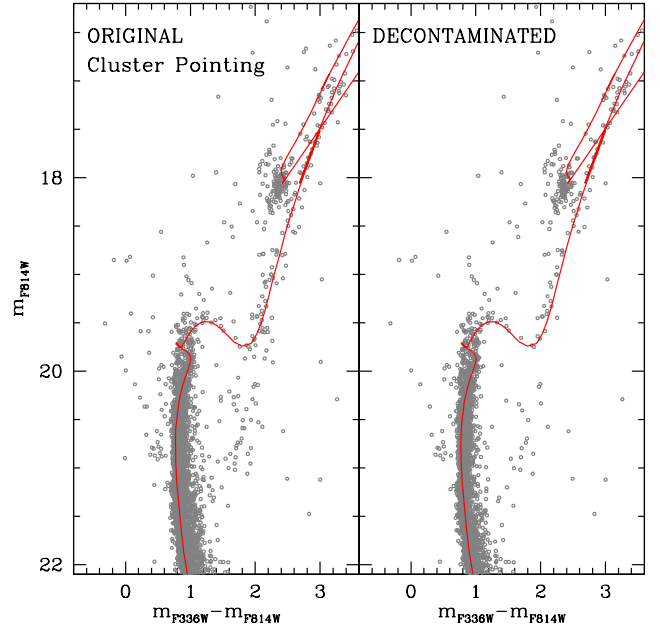 ORIGINAL
Cluster Pointing
DECONTAMINATED
18
20
22
m_F814W
0 1 2 3
0 1 2 3
m_F336W−m_F814W
m_F336W−m_F814W